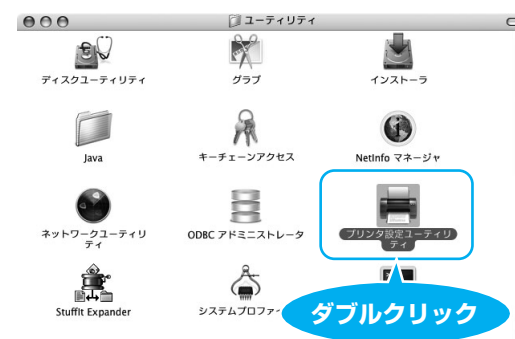 ユーティリティ
ディスクユーティリティ
グラブ
インストーラ
Java
キーチェーンアクセス
NetInfo マネージャ
ネットワークユーティリ
ティ
ODBC アドミニストレータ
プリンタ設定ユーティリ
ティ
StuffIt Expander
システムプロファ
ダブルクリック